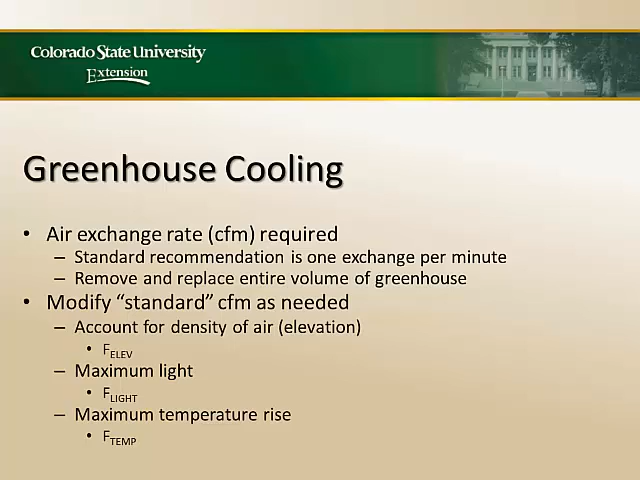 Colorado State University
Extension
Greenhouse Cooling
• Air exchange rate (cfm) required
– Standard recommendation is one exchange per minute
– Remove and replace entire volume of greenhouse
• Modify “standard” cfm as needed
– Account for density of air (elevation)
• FELEV
– Maximum light
• FLIGHT
– Maximum temperature rise
• FTEMP